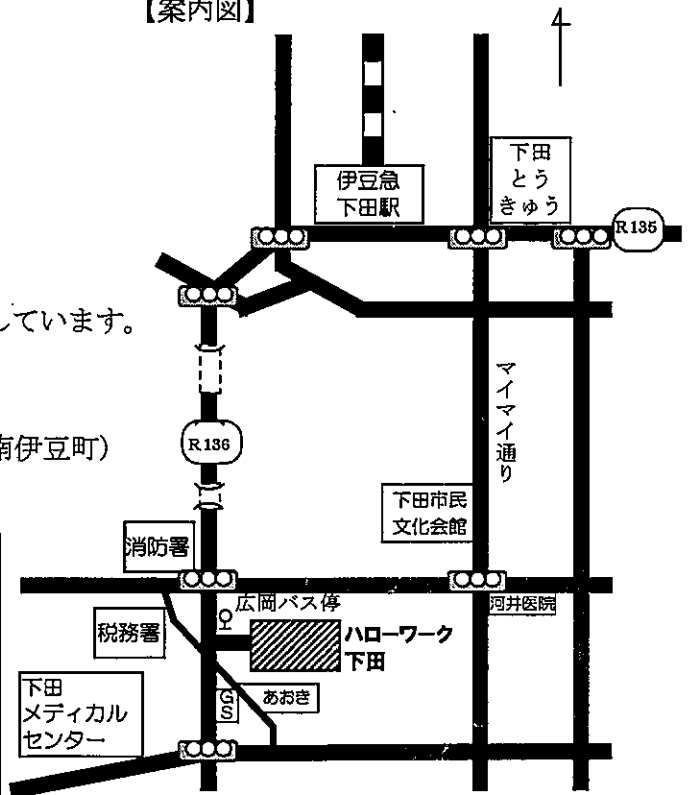 【案内図】
伊豆急
下田駅
下田
とう
きゅう
R135
しています。
マイマイ通り
南伊豆町)
R136
下田市民
文化会館
消防署
広岡バス停
河井医院
税務署
ハローワーク
下田
下田
メディカル
センター
GS
あおき